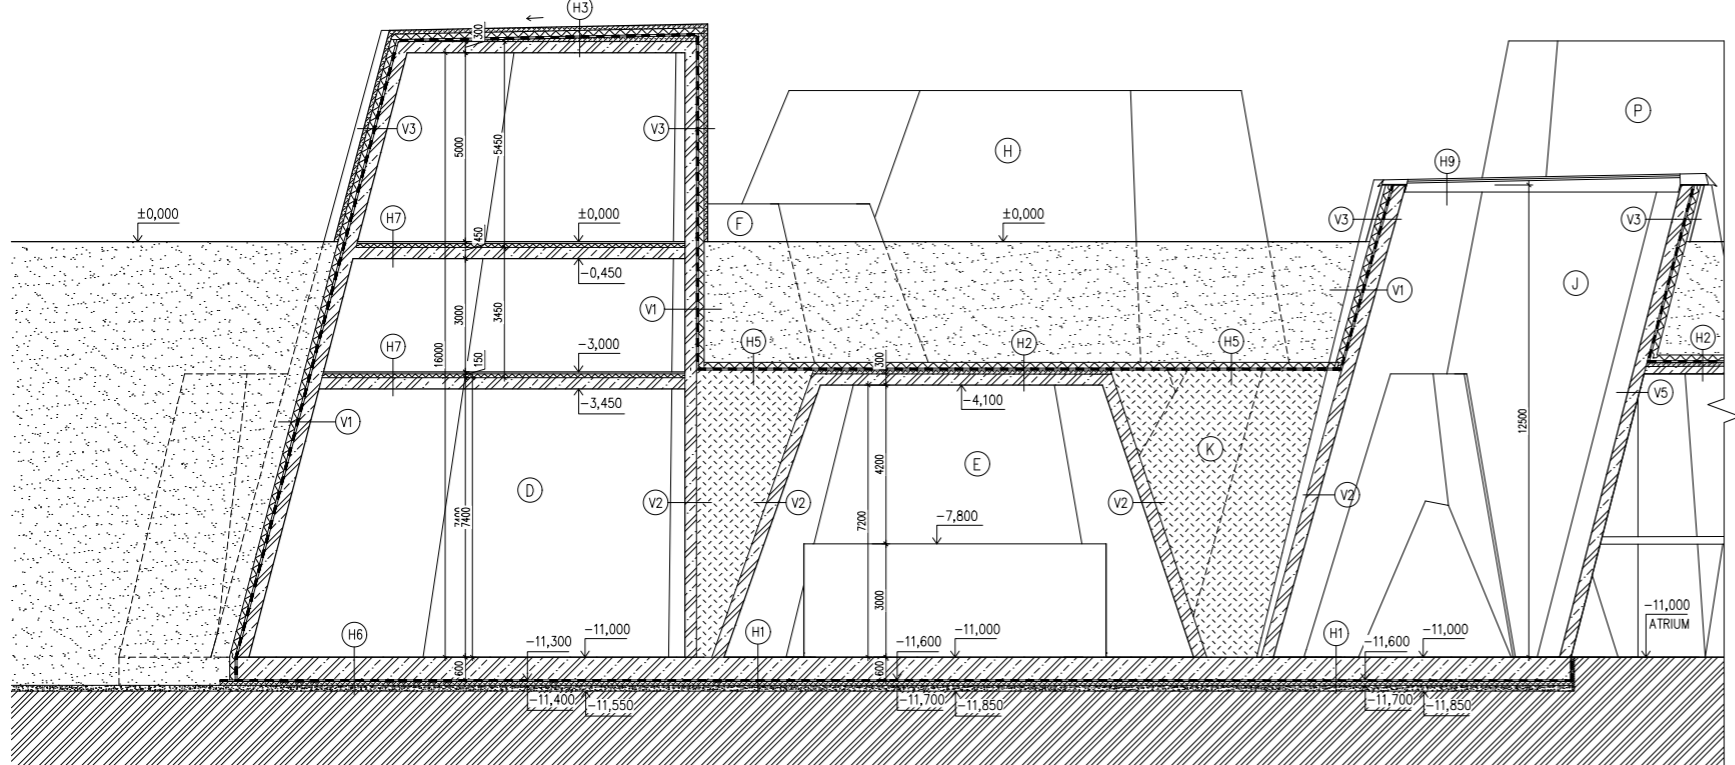 H3
300
P
V3
V3
5000
5450
H
H9
±0,000
H7
450
±0,000
F
±0,000
V3
V3
-0,450
V1
3000
3450
V1
J
H7
16000
150
-3,000
H5
H2
H5
H2
300
-3,450
-4,100
V5
V1
12500
D
E
K
4200
V2
V2
V2
V2
7400
7400
7200
-7,800
3000
-11,000
ATRIUM
H6
-11,300
-11,000
H1
-11,600
-11,000
H1
-11,600
-11,000
600
600
-11,400
-11,550
-11,700
-11,850
-11,700
-11,850